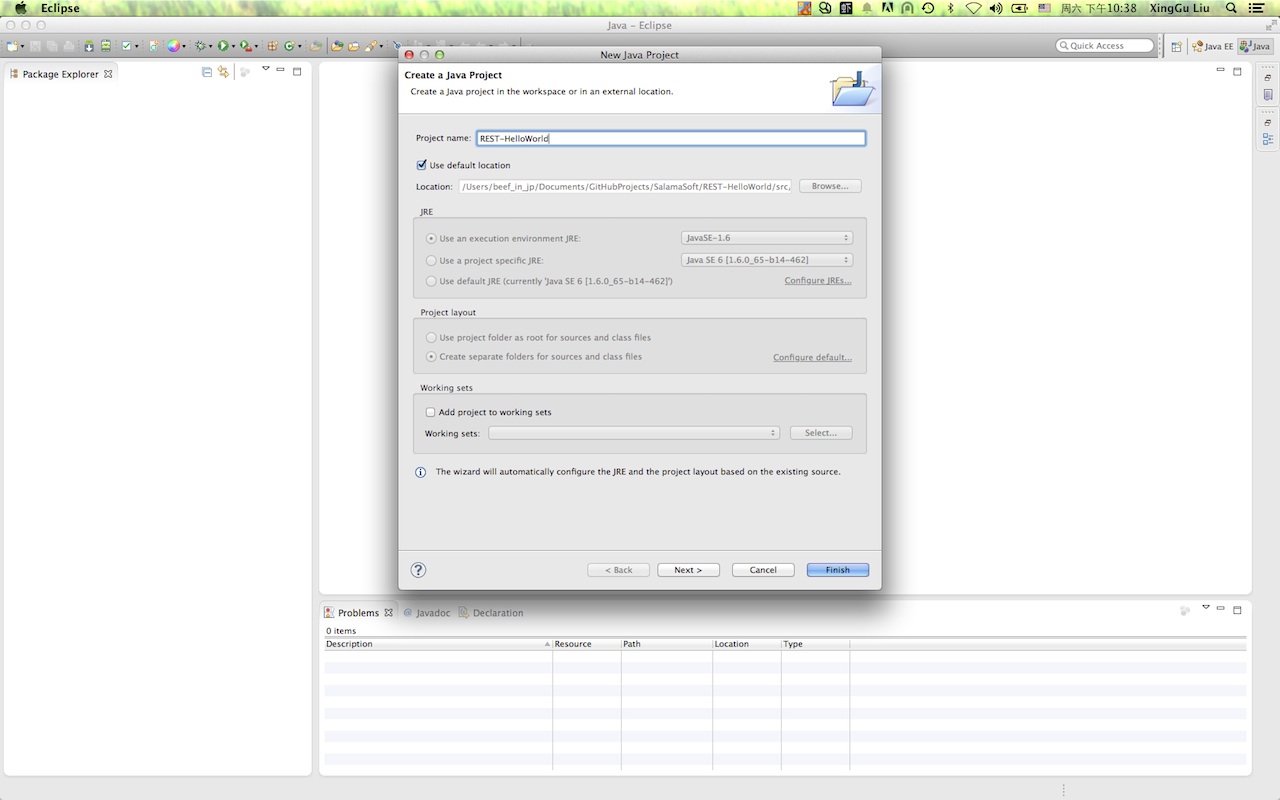 Eclipse
周六 下午10:38 XingGu Liu
Java – Eclipse
Quick Access
Java EE
Java
Package Explorer
New Java Project
Create a Java Project
Create a Java project in the workspace or in an external location.
Project name: REST-HelloWorld
Use default location
Location: /Users/beef_in_jp/Documents/GitHubProjects/SalamaSoft/REST-HelloWorld/src, Browse...
JRE
Use an execution environment JRE: JavaSE-1.6
Use a project specific JRE: Java SE 6 [1.6.0_65-b14-462]
Use default JRE (currently 'Java SE 6 [1.6.0_65-b14-462]') Configure JREs...
Project layout
Use project folder as root for sources and class files
Create separate folders for sources and class files Configure default...
Working sets
Add project to working sets
Working sets: Select...
The wizard will automatically configure the JRE and the project layout based on the existing source.
? < Back Next > Cancel Finish
Problems @ Javadoc Declaration
0 items
Description Resource Path Location Type